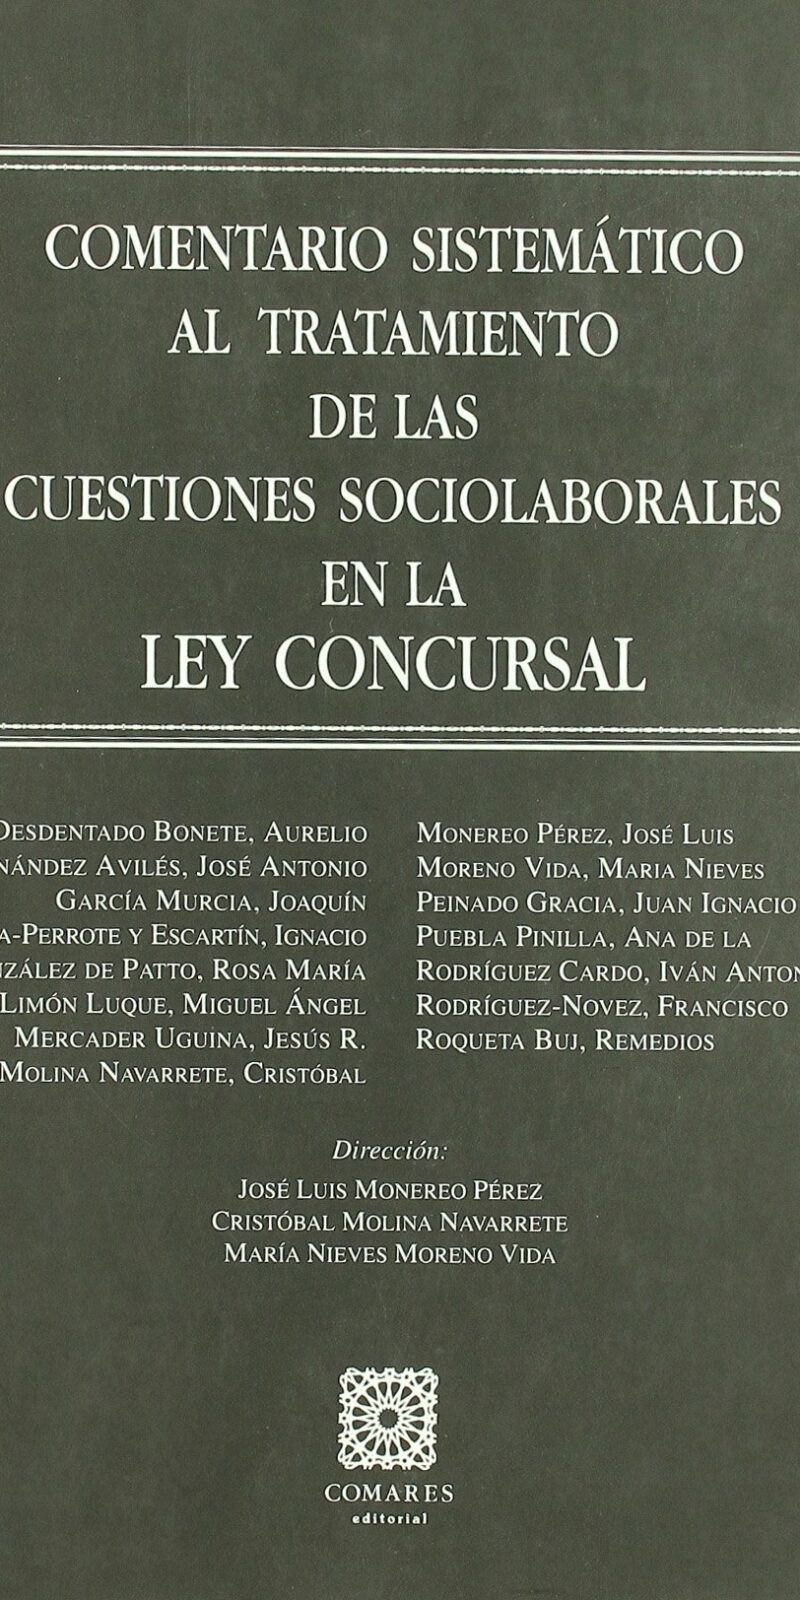 COMENTARIO SISTEMÁTICO
AL TRATAMIENTO
DE LAS
CUESTIONES SOCIOLABORALES
EN LA
LEY CONCURSAL
DESDENTADO BONETE, AURELIO
NÁNDEZ AVILÉS, JOSÉ ANTONIO
GARCÍA MURCIA, JOAQUÍN
A-PERROTE Y ESCARTÍN, IGNACIO
NZÁLEZ DE PATTO, ROSA MARÍA
LIMÓN LUQUE, MIGUEL ÁNGEL
MERCADER UGUINA, JESÚS R.
MOLINA NAVARRETE, CRISTÓBAL
MONEREO PÉREZ, JOSÉ LUIS
MORENO VIDA, MARIA NIEVES
PEINADO GRACIA, JUAN IGNACIO
PUEBLA PINILLA, ANA DE LA
RODRÍGUEZ CARDO, IVÁN ANTON
RODRÍGUEZ-NOVEZ, FRANCISCO
ROQUETA BUJ, REMEDIOS
Dirección:
JOSÉ LUIS MONEREO PÉREZ
CRISTÓBAL MOLINA NAVARRETE
MARÍA NIEVES MORENO VIDA
COMARES
editorial